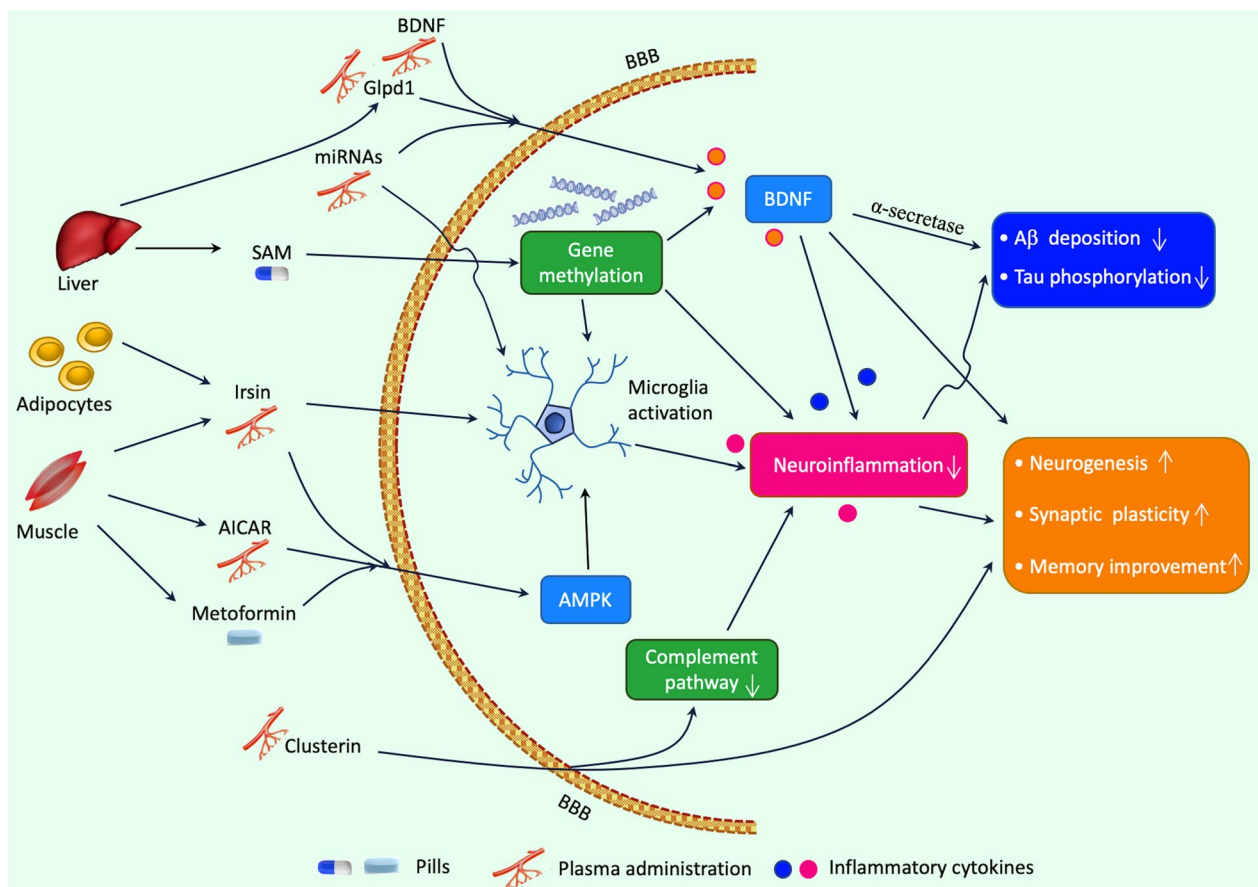 BDNF
Glpd1
miRNAs
BBB
Liver
SAM
Gene
methylation
BDNF
α-secretase
• Aβ deposition ↓
• Tau phosphorylation ↓
Adipocytes
Irsin
Microglia
activation
Muscle
Neuroinflammation ↓
• Neurogenesis ↑
• Synaptic plasticity ↑
• Memory improvement ↑
AICAR
Metoformin
AMPK
Complement
pathway ↓
Clusterin
BBB
Pills
Plasma administration
Inflammatory cytokines